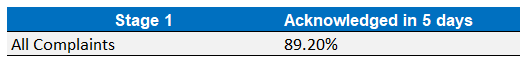 Stage 1 Acknowledged in 5 days
All Complaints 89.20%